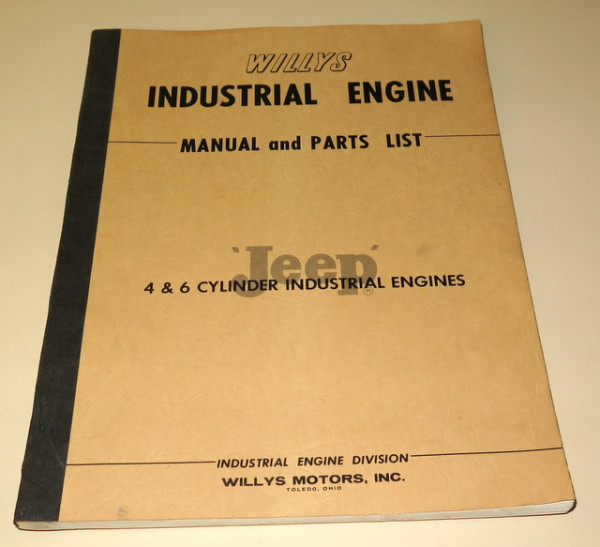 WILLYS
INDUSTRIAL ENGINE
MANUAL and PARTS LIST
'Jeep'®
4 & 6 CYLINDER INDUSTRIAL ENGINES
INDUSTRIAL ENGINE DIVISION
WILLYS MOTORS, INC.
TOLEDO, OHIO